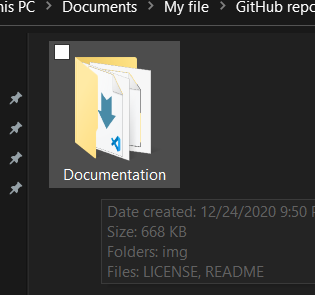 his PC > Documents > My file > GitHub repo
Documentation
Date created: 12/24/2020 9:50 P
Size: 668 KB
Folders: img
Files: LICENSE, README